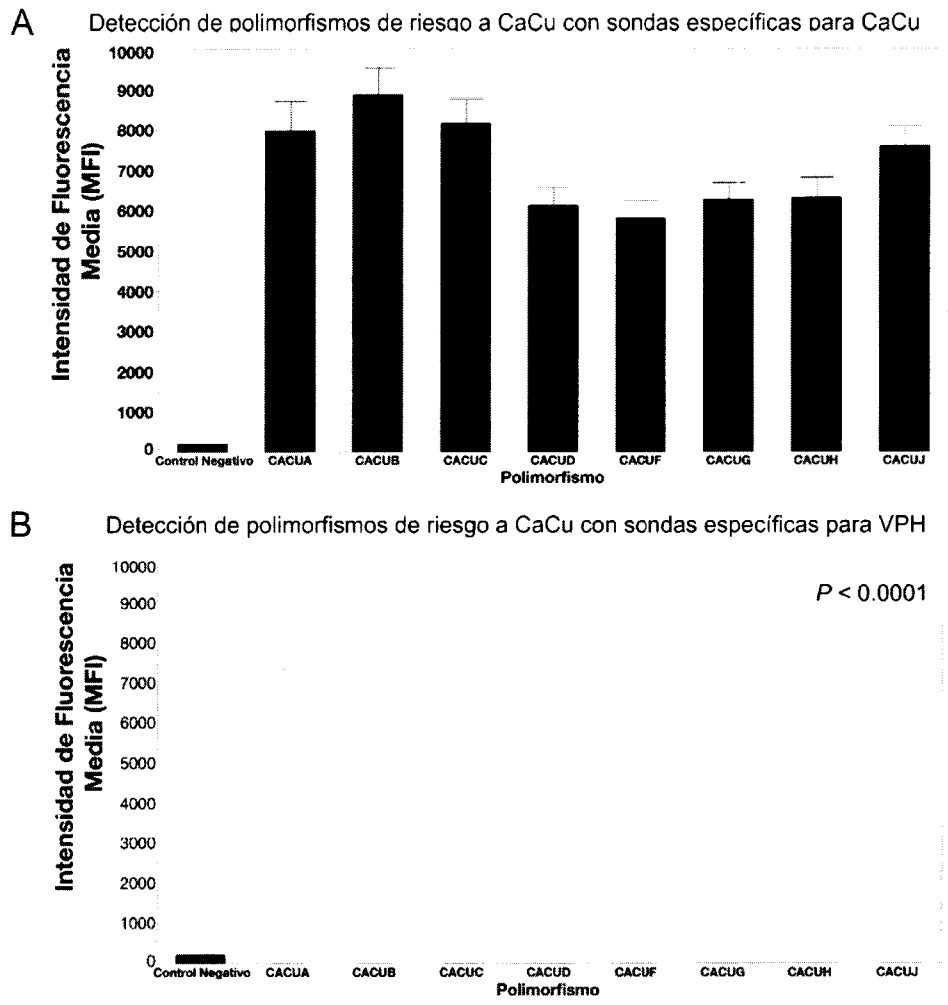 A
Detección de polimorfismos de riesgo a CaCu con sondas específicas para CaCu
Intensidad de Fluorescencia
Media (MFI)
10000
9000
8000
7000
6000
5000
4000
3000
2000
1000
0
Control Negativo CACUA CACUB CACUC CACUD CACUF CACUG CACUH CACUJ
Polimorfismo
B
Detección de polimorfismos de riesgo a CaCu con sondas específicas para VPH
Intensidad de Fluorescencia
Media (MFI)
10000
9000
8000
7000
6000
5000
4000
3000
2000
1000
0
P < 0.0001
Control Negativo CACUA CACUB CACUC CACUD CACUF CACUG CACUH CACUJ
Polimorfismo